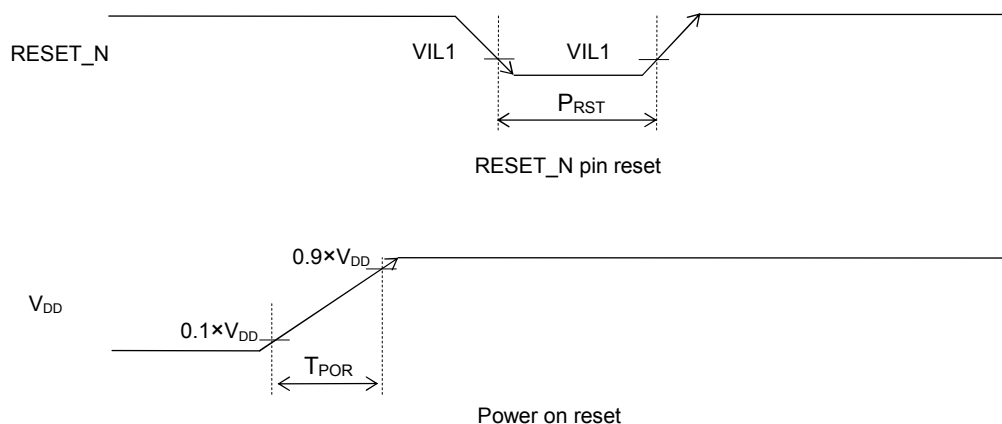 RESET_N
VIL1
VIL1
PRST
RESET_N pin reset
0.9×VDD
VDD
0.1×VDD
TPOR
Power on reset